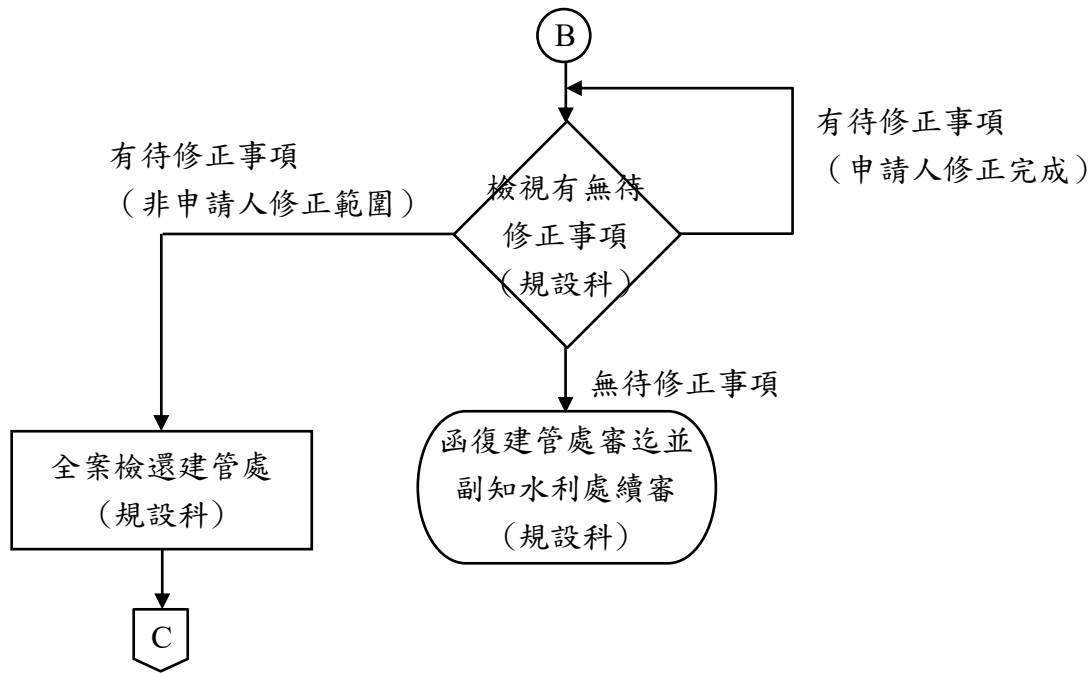 B
有待修正事項
（申請人修正完成）
有待修正事項
（非申請人修正範圍）
檢視有無待
修正事項
（規設科）
無待修正事項
函復建管處審迄並
副知水利處續審
（規設科）
全案檢還建管處
（規設科）
C